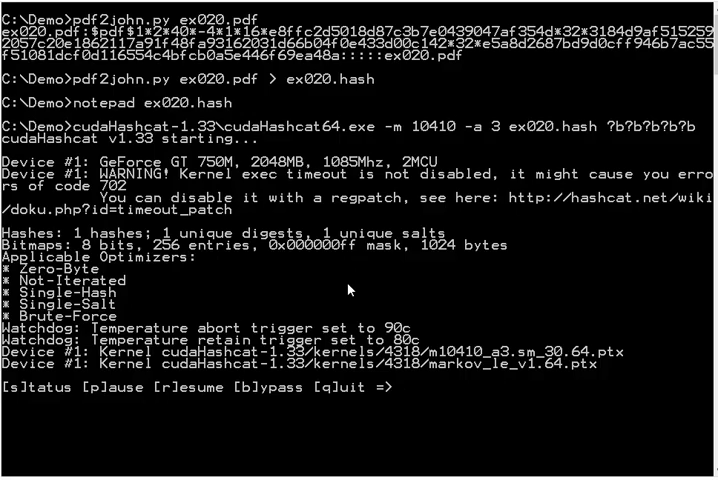 C:\Demo>pdf2john.py ex020.pdf
ex020.pdf:$pdf$1*2*40*-4*1*16*e8ffc2d5018d87c3b7e0439047af354d*32*3184d9af515259
2057c20e1862117a91f48fa93162031d66b04f0e433d00c142*32*e5a8d2687bd9d0cff946b7ac55
f51081dcf0d116554c4bfcb0a5e446f69ea48a:::::ex020.pdf
C:\Demo>pdf2john.py ex020.pdf > ex020.hash
C:\Demo>notepad ex020.hash
C:\Demo>cudaHashcat-1.33\cudaHashcat64.exe -m 10410 -a 3 ex020.hash ?b?b?b?b?b
cudaHashcat v1.33 starting...
Device #1: GeForce GT 750M, 2048MB, 1085Mhz, 2MCU
Device #1: WARNING! Kernel exec timeout is not disabled, it might cause you erro
rs of code 702
You can disable it with a regpatch, see here: http://hashcat.net/wiki
/doku.php?id=timeout_patch
Hashes: 1 hashes; 1 unique digests, 1 unique salts
Bitmaps: 8 bits, 256 entries, 0x000000ff mask, 1024 bytes
Applicable Optimizers:
* Zero-Byte
* Not-Iterated
* Single-Hash
* Single-Salt
* Brute-Force
Watchdog: Temperature abort trigger set to 90c
Watchdog: Temperature retain trigger set to 80c
Device #1: Kernel cudaHashcat-1.33/kernels/4318/m10410_a3.sm_30.64.ptx
Device #1: Kernel cudaHashcat-1.33/kernels/4318/markov_le_v1.64.ptx
[s]tatus [p]ause [r]esume [b]ypass [q]uit =>